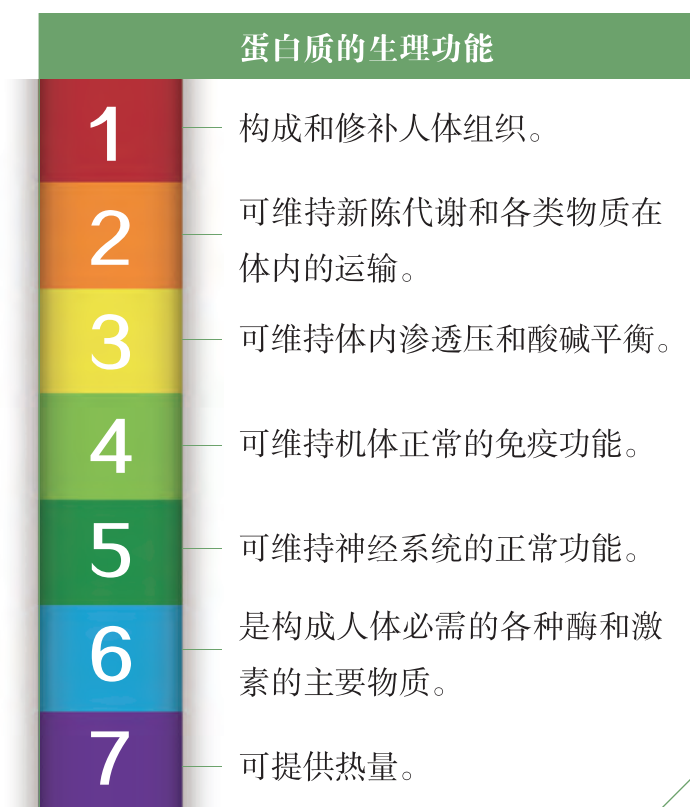 蛋白质的生理功能
1
构成和修补人体组织。
2
可维持新陈代谢和各类物质在
体内的运输。
3
可维持体内渗透压和酸碱平衡。
4
可维持机体正常的免疫功能。
5
可维持神经系统的正常功能。
6
是构成人体必需的各种酶和激
素的主要物质。
7
可提供热量。